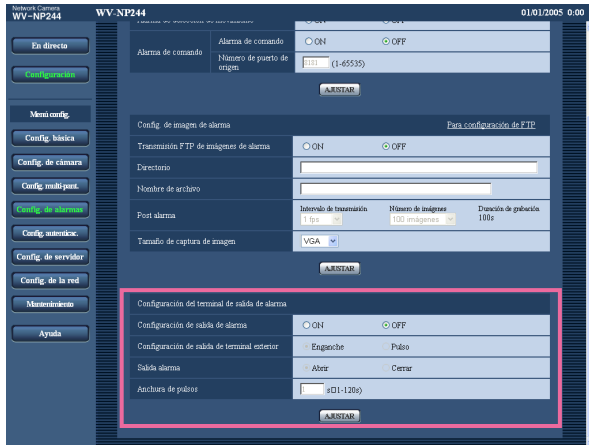 Network Camera
WV-NP244
WV-NP244
01/01/2005 0:00
En directo
Configuración
Menú config.
Config. básica
Config. de cámara
Config. multi-pant.
Config. de alarmas
Config. autenticac.
Config. de servidor
Config. de la red
Mantenimiento
Ayuda
Alarma de comando
Alarma de comando
ON
OFF
Número de puerto de origen
8181 (1-65535)
AJUSTAR
Config. de imagen de alarma
Para configuración de FTP
Transmisión FTP de imágenes de alarma
ON
OFF
Directorio
Nombre de archivo
Post alarma
Intervalo de transmisión
1 fps
Número de imágenes
100 imágenes
Duración de grabación
100s
Tamaño de captura de imagen
VGA
AJUSTAR
Configuración del terminal de salida de alarma
Configuración de salida de alarma
ON
OFF
Configuración de salida de terminal exterior
Enganche
Pulso
Salida alarma
Abrir
Cerrar
Anchura de pulsos
1 s□1-120s)
AJUSTAR